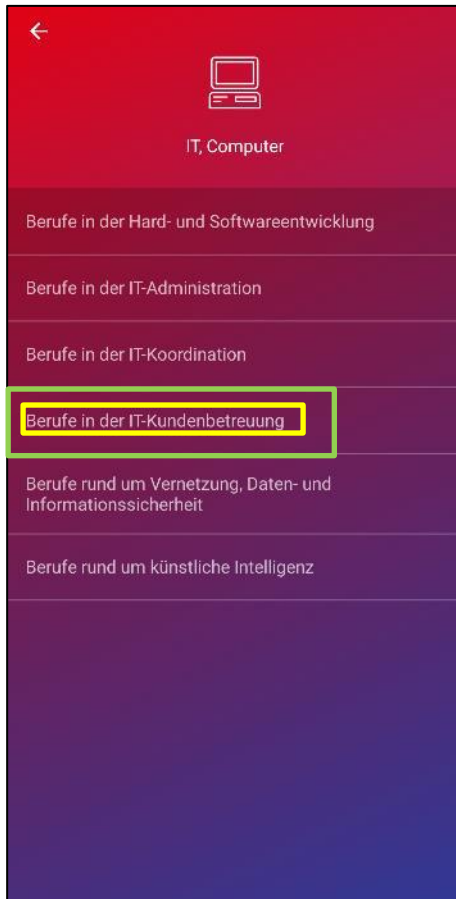 IT, Computer
Berufe in der Hard- und Softwareentwicklung
Berufe in der IT-Administration
Berufe in der IT-Koordination
Berufe in der IT-Kundenbetreuung
Berufe rund um Vernetzung, Daten- und
Informationssicherheit
Berufe rund um künstliche Intelligenz